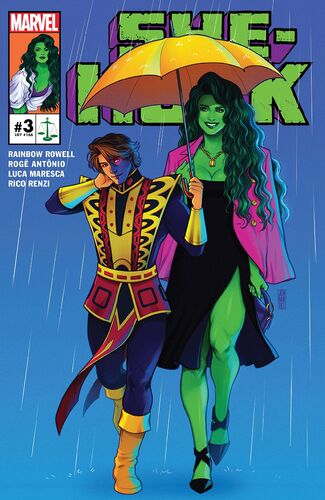 MARVEL
SHE-
HULK
#3
LGY #166
RAINBOW ROWELL
ROGÊ ANTÔNIO
LUCA MARESCA
RICO RENZI